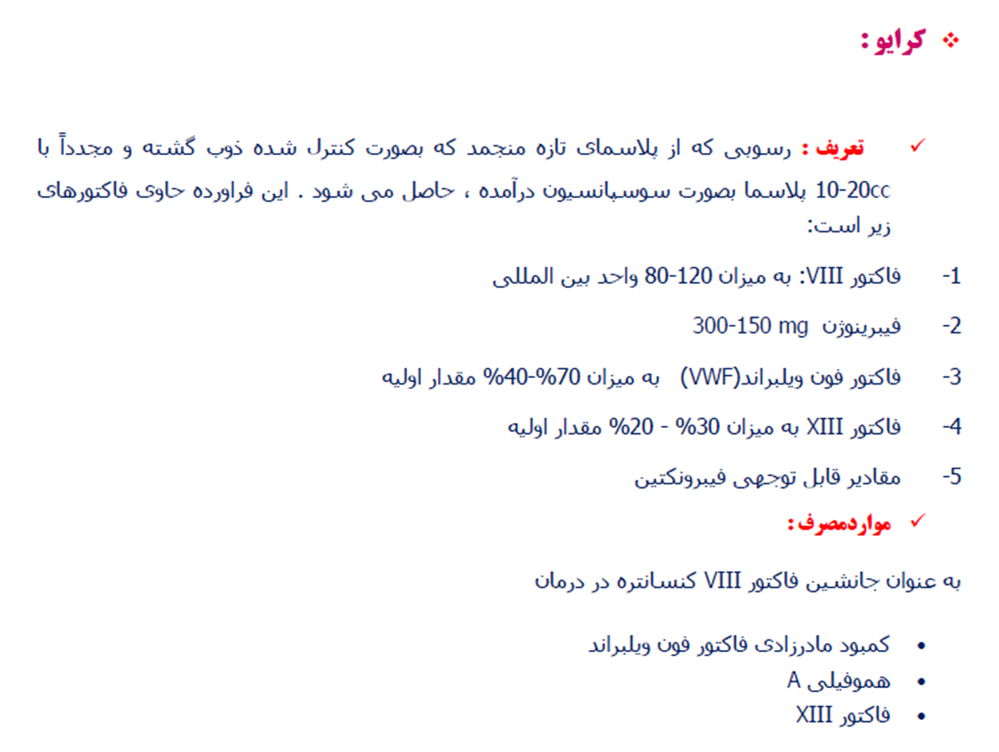 ❖ کرایو :
✓ تعریف : رسوبی که از پلاسمای تازه منجمد که بصورت کنترل شده ذوب گشته و مجدداً با
10-20cc پلاسما بصورت سوسپانسیون درآمده ، حاصل می شود . این فراورده حاوی فاکتورهای
زیر است:
1- فاکتور VIII: به میزان 120-80 واحد بین المللی
2- فیبرینوژن 300-150 mg
3- فاکتور فون ویلبراند(VWF) به میزان 70%-40% مقدار اولیه
4- فاکتور XIII به میزان 30% - 20% مقدار اولیه
5- مقادیر قابل توجهی فیبرونکتین
✓ مواردمصرف :
به عنوان جانشین فاکتور VIII کنسانتره در درمان
• کمبود مادرزادی فاکتور فون ویلبراند
• هموفیلی A
• فاکتور XIII